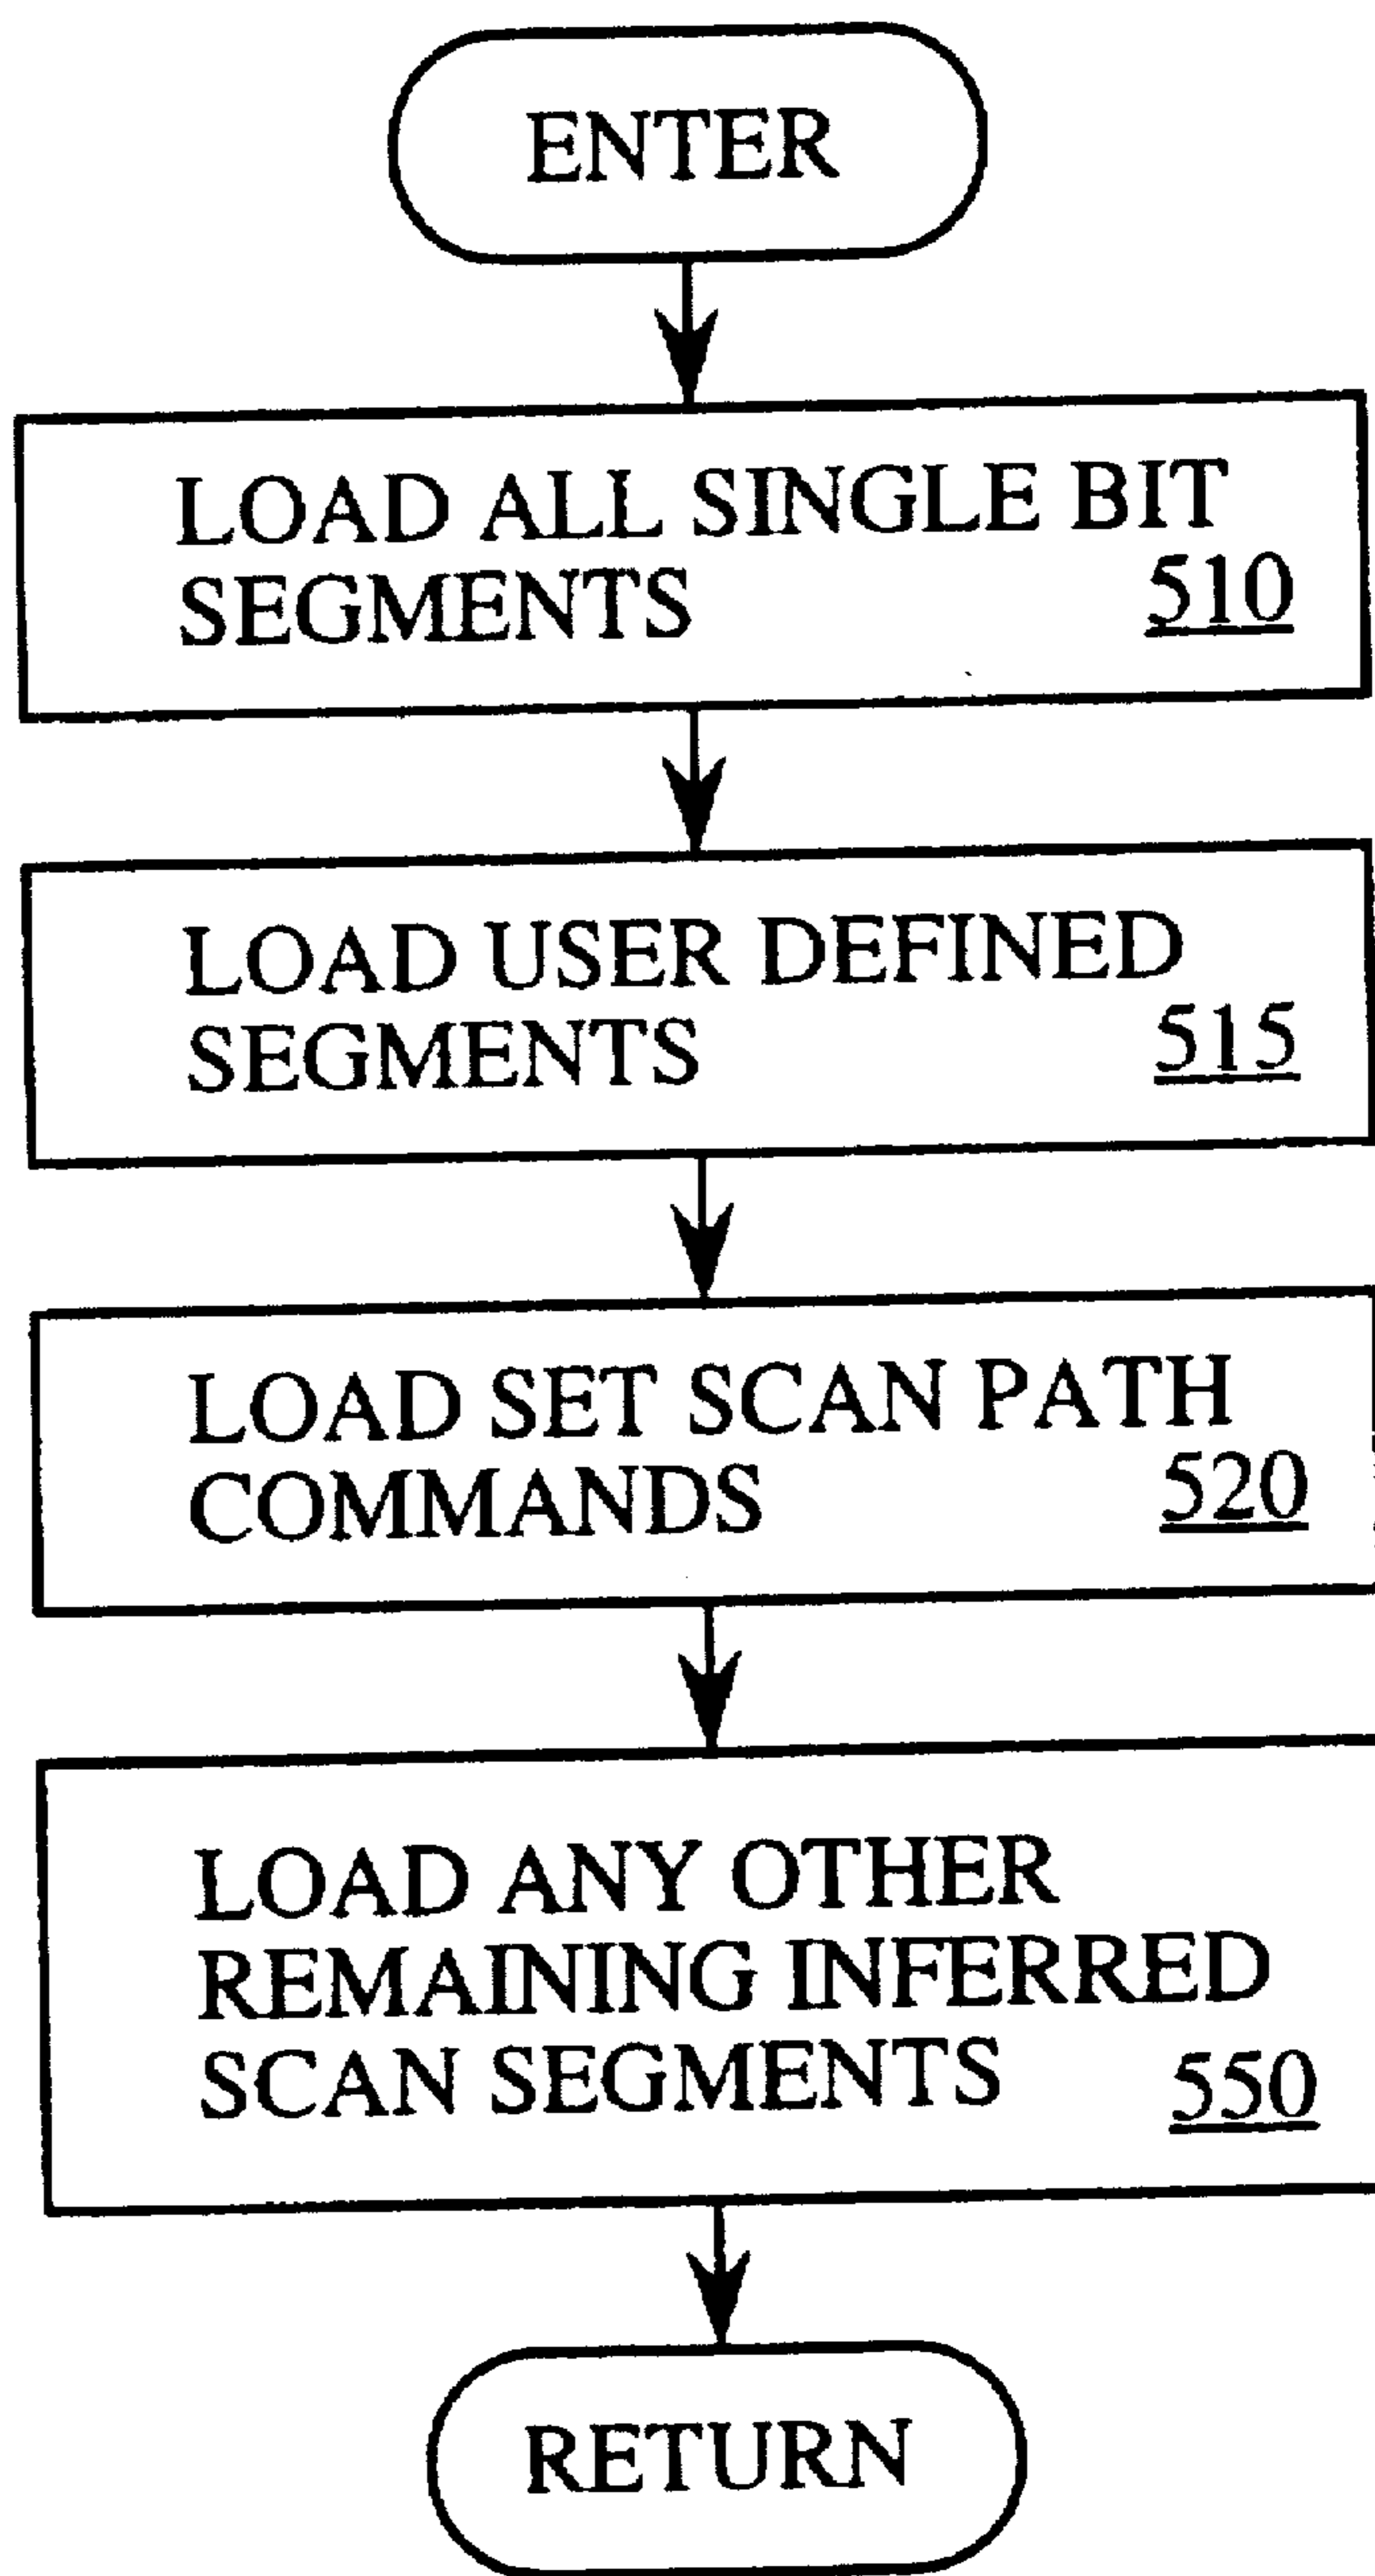 ENTER
LOAD ALL SINGLE BIT
SEGMENTS 510
LOAD USER DEFINED
SEGMENTS 515
LOAD SET SCAN PATH
COMMANDS 520
LOAD ANY OTHER
REMAINING INFERRED
SCAN SEGMENTS 550
RETURN